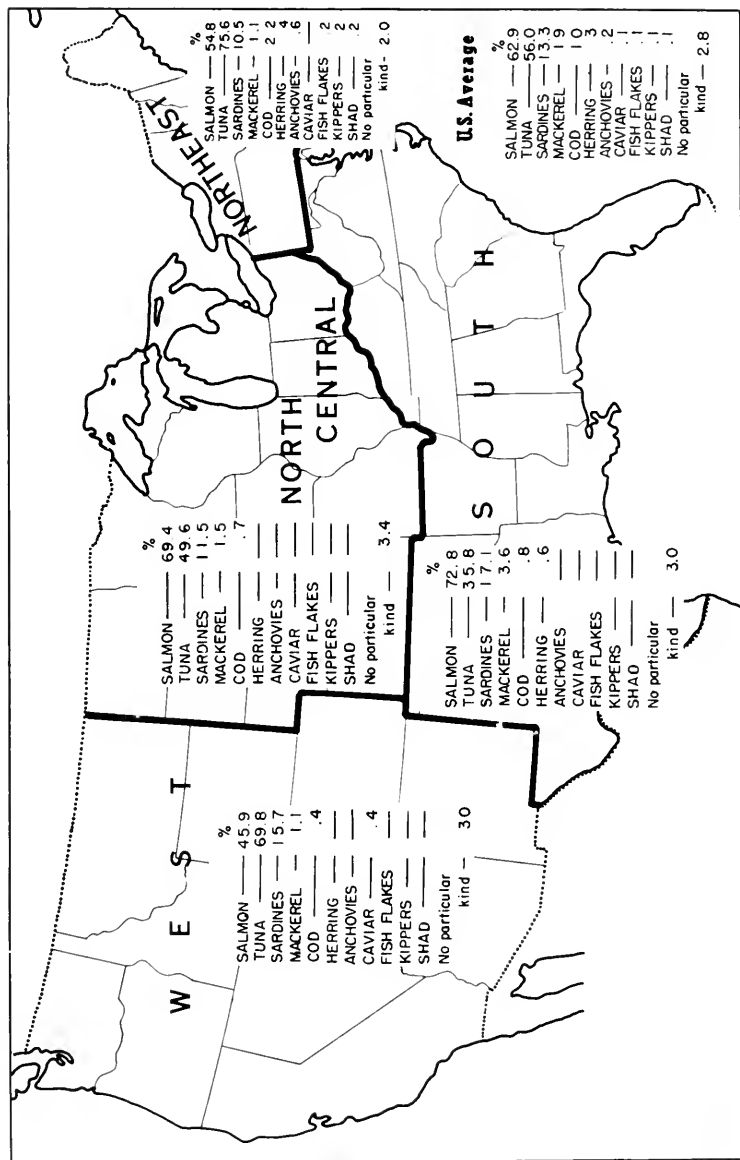 WEST
%
SALMON — 45.9
TUNA — 69.8
SARDINES — 15.7
MACKEREL — 1.1
COD — .4
HERRING —
ANCHOVIES —
CAVIAR — .4
FISH FLAKES —
KIPPERS —
SHAD —
No particular
kind — 30
NORTH
CENTRAL
%
SALMON — 69.4
TUNA — 49.6
SARDINES — 11.5
MACKEREL — 1.5
COD — .7
HERRING —
ANCHOVIES —
CAVIAR —
FISH FLAKES —
KIPPERS —
SHAD —
No particular
kind — 3.4
SOUTH
%
SALMON — 72.8
TUNA — 35.8
SARDINES — 17.1
MACKEREL — 3.6
COD — .8
HERRING — .6
ANCHOVIES —
CAVIAR —
FISH FLAKES —
KIPPERS —
SHAD —
No particular
kind — 3.0
NORTHEAST
%
SALMON — 54.8
TUNA — 75.6
SARDINES — 10.5
MACKEREL — 1.1
COD — 2 2
HERRING — 4
ANCHOVIES — .6
CAVIAR —
FISH FLAKES — .2
KIPPERS — 2
SHAD — .2
No particular
kind - 2.0
U.S. Average
%
SALMON — 62.9
TUNA — 56.0
SARDINES — 13.3
MACKEREL — 1 9
COD — 1 0
HERRING — 3
ANCHOVIES — .2
CAVIAR — .1
FISH FLAKES — .1
KIPPERS — .1
SHAD — .1
No particular
kind — 2.8